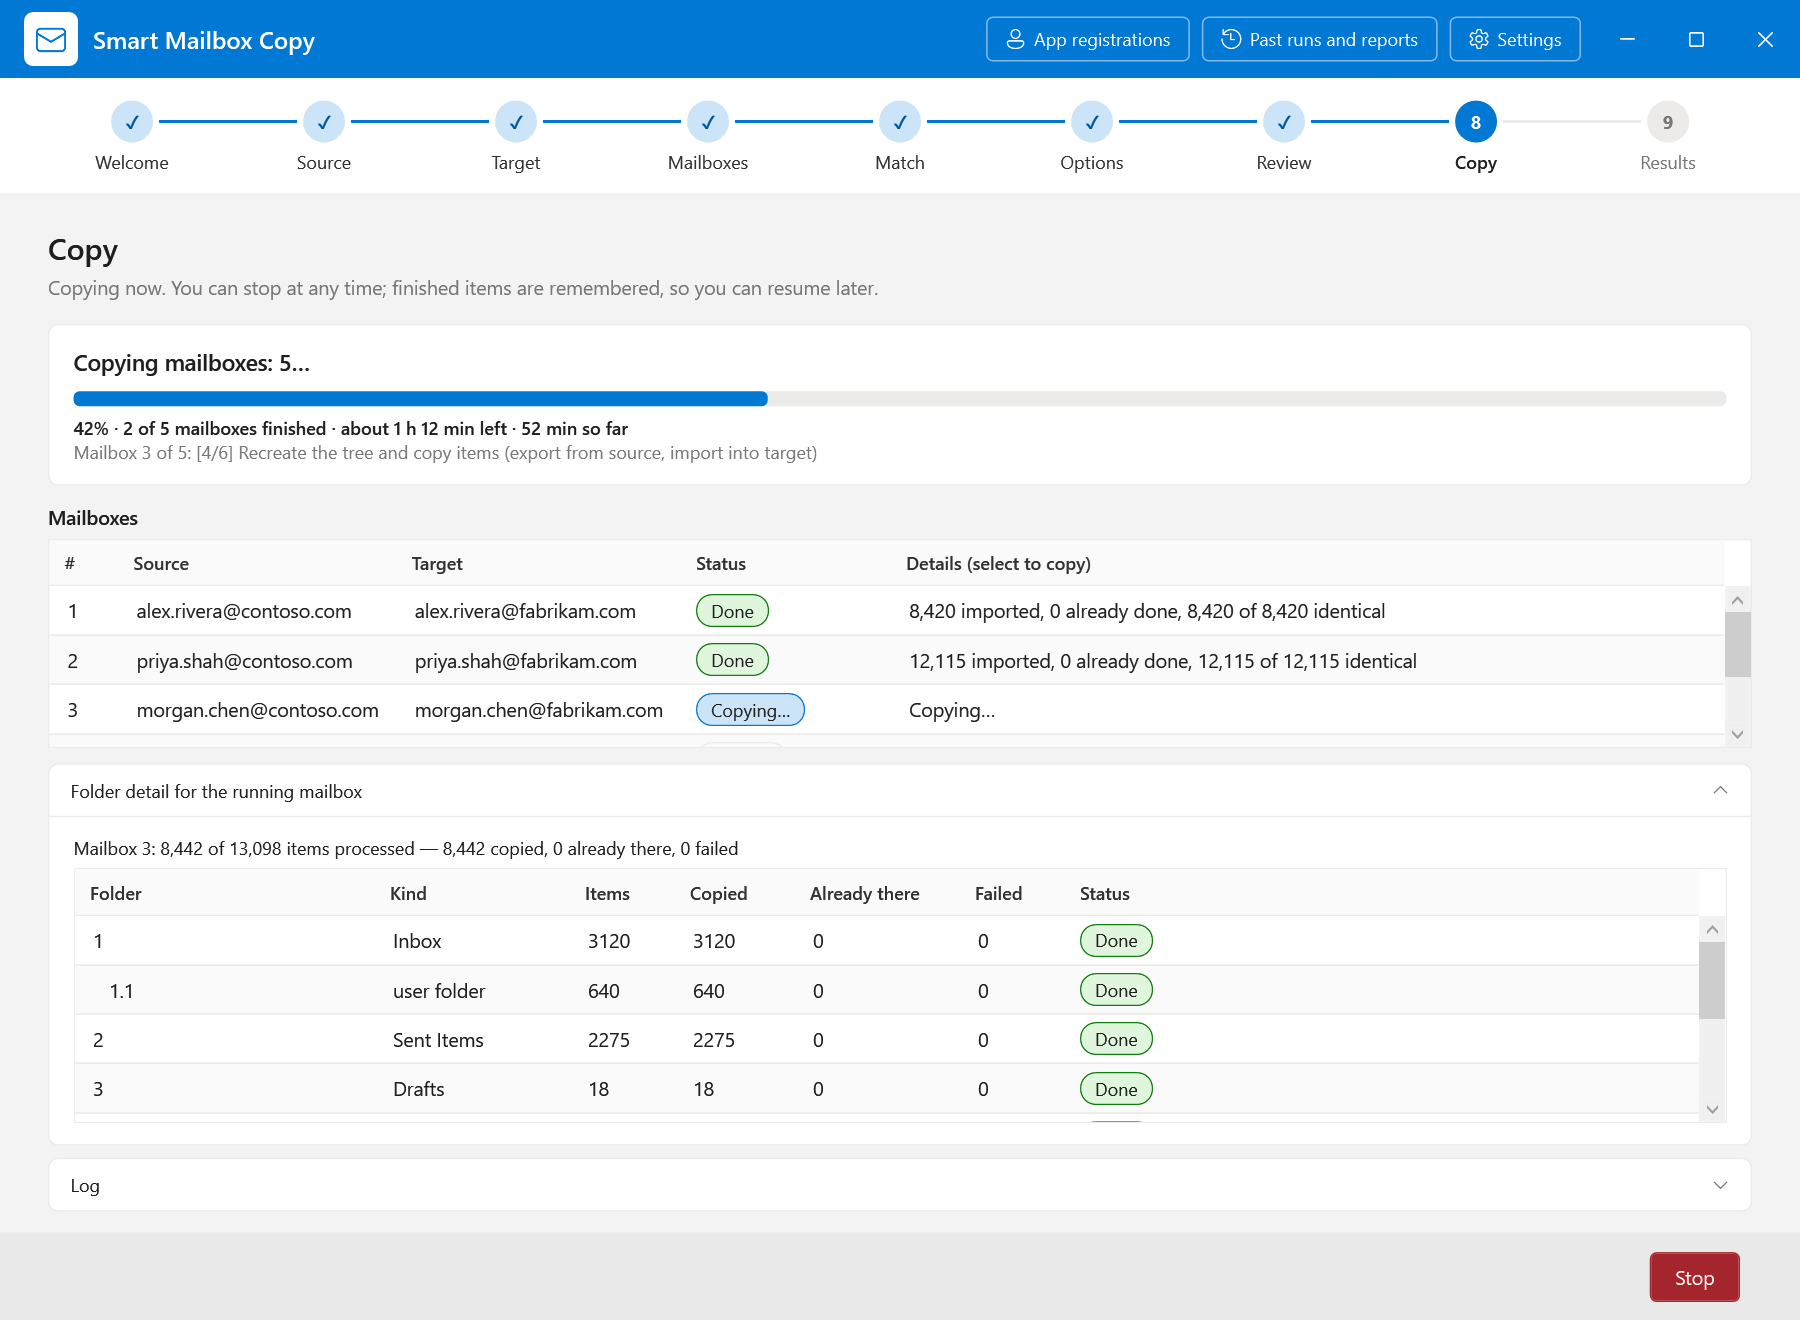 Smart Mailbox Copy
App registrations
Past runs and reports
Settings
✓ ✓ ✓ ✓ ✓ ✓ ✓ 8 9
Welcome Source Target Mailboxes Match Options Review Copy Results
Copy
Copying now. You can stop at any time; finished items are remembered, so you can resume later.
Copying mailboxes: 5...
42% · 2 of 5 mailboxes finished · about 1 h 12 min left · 52 min so far
Mailbox 3 of 5: [4/6] Recreate the tree and copy items (export from source, import into target)
Mailboxes
# Source Target Status Details (select to copy)
1 alex.rivera@contoso.com alex.rivera@fabrikam.com Done 8,420 imported, 0 already done, 8,420 of 8,420 identical
2 priya.shah@contoso.com priya.shah@fabrikam.com Done 12,115 imported, 0 already done, 12,115 of 12,115 identical
3 morgan.chen@contoso.com morgan.chen@fabrikam.com Copying... Copying...
Folder detail for the running mailbox
Mailbox 3: 8,442 of 13,098 items processed — 8,442 copied, 0 already there, 0 failed
Folder Kind Items Copied Already there Failed Status
1 Inbox 3120 3120 0 0 Done
1.1 user folder 640 640 0 0 Done
2 Sent Items 2275 2275 0 0 Done
3 Drafts 18 18 0 0 Done
Log
Stop